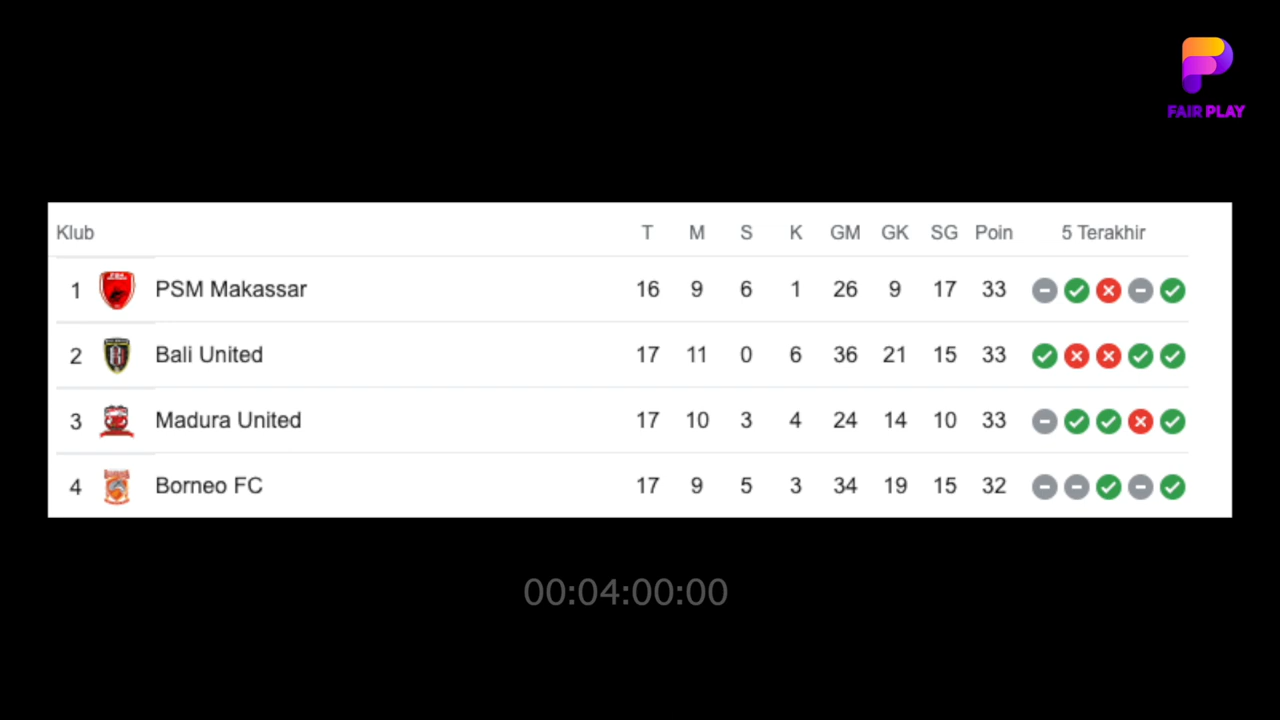 FAIR PLAY
Klub T M S K GM GK SG Poin 5 Terakhir
1 PSM Makassar 16 9 6 1 26 9 17 33
2 Bali United 17 11 0 6 36 21 15 33
3 Madura United 17 10 3 4 24 14 10 33
4 Borneo FC 17 9 5 3 34 19 15 32
00:04:00:00